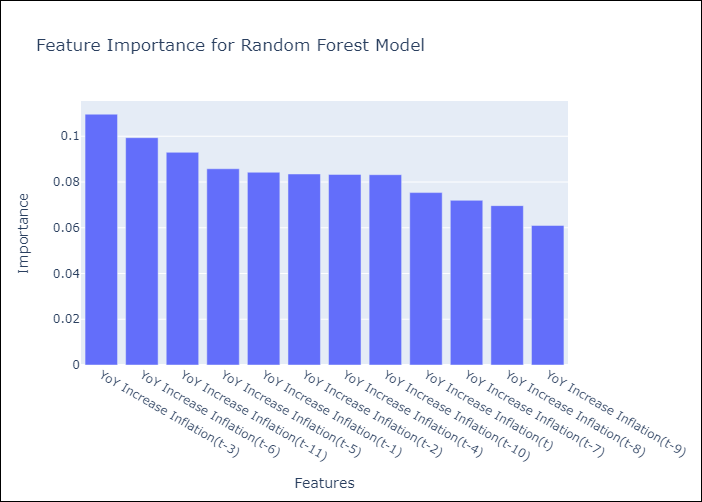 Feature Importance for Random Forest Model
Importance
0.1
0.08
0.06
0.04
0.02
0
YoY Increase Inflation(t-3)
YoY Increase Inflation(t-6)
YoY Increase Inflation(t-11)
YoY Increase Inflation(t-5)
YoY Increase Inflation(t-1)
YoY Increase Inflation(t-2)
YoY Increase Inflation(t-4)
YoY Increase Inflation(t-10)
YoY Increase Inflation(t)
YoY Increase Inflation(t-7)
YoY Increase Inflation(t-8)
YoY Increase Inflation(t-9)
Features